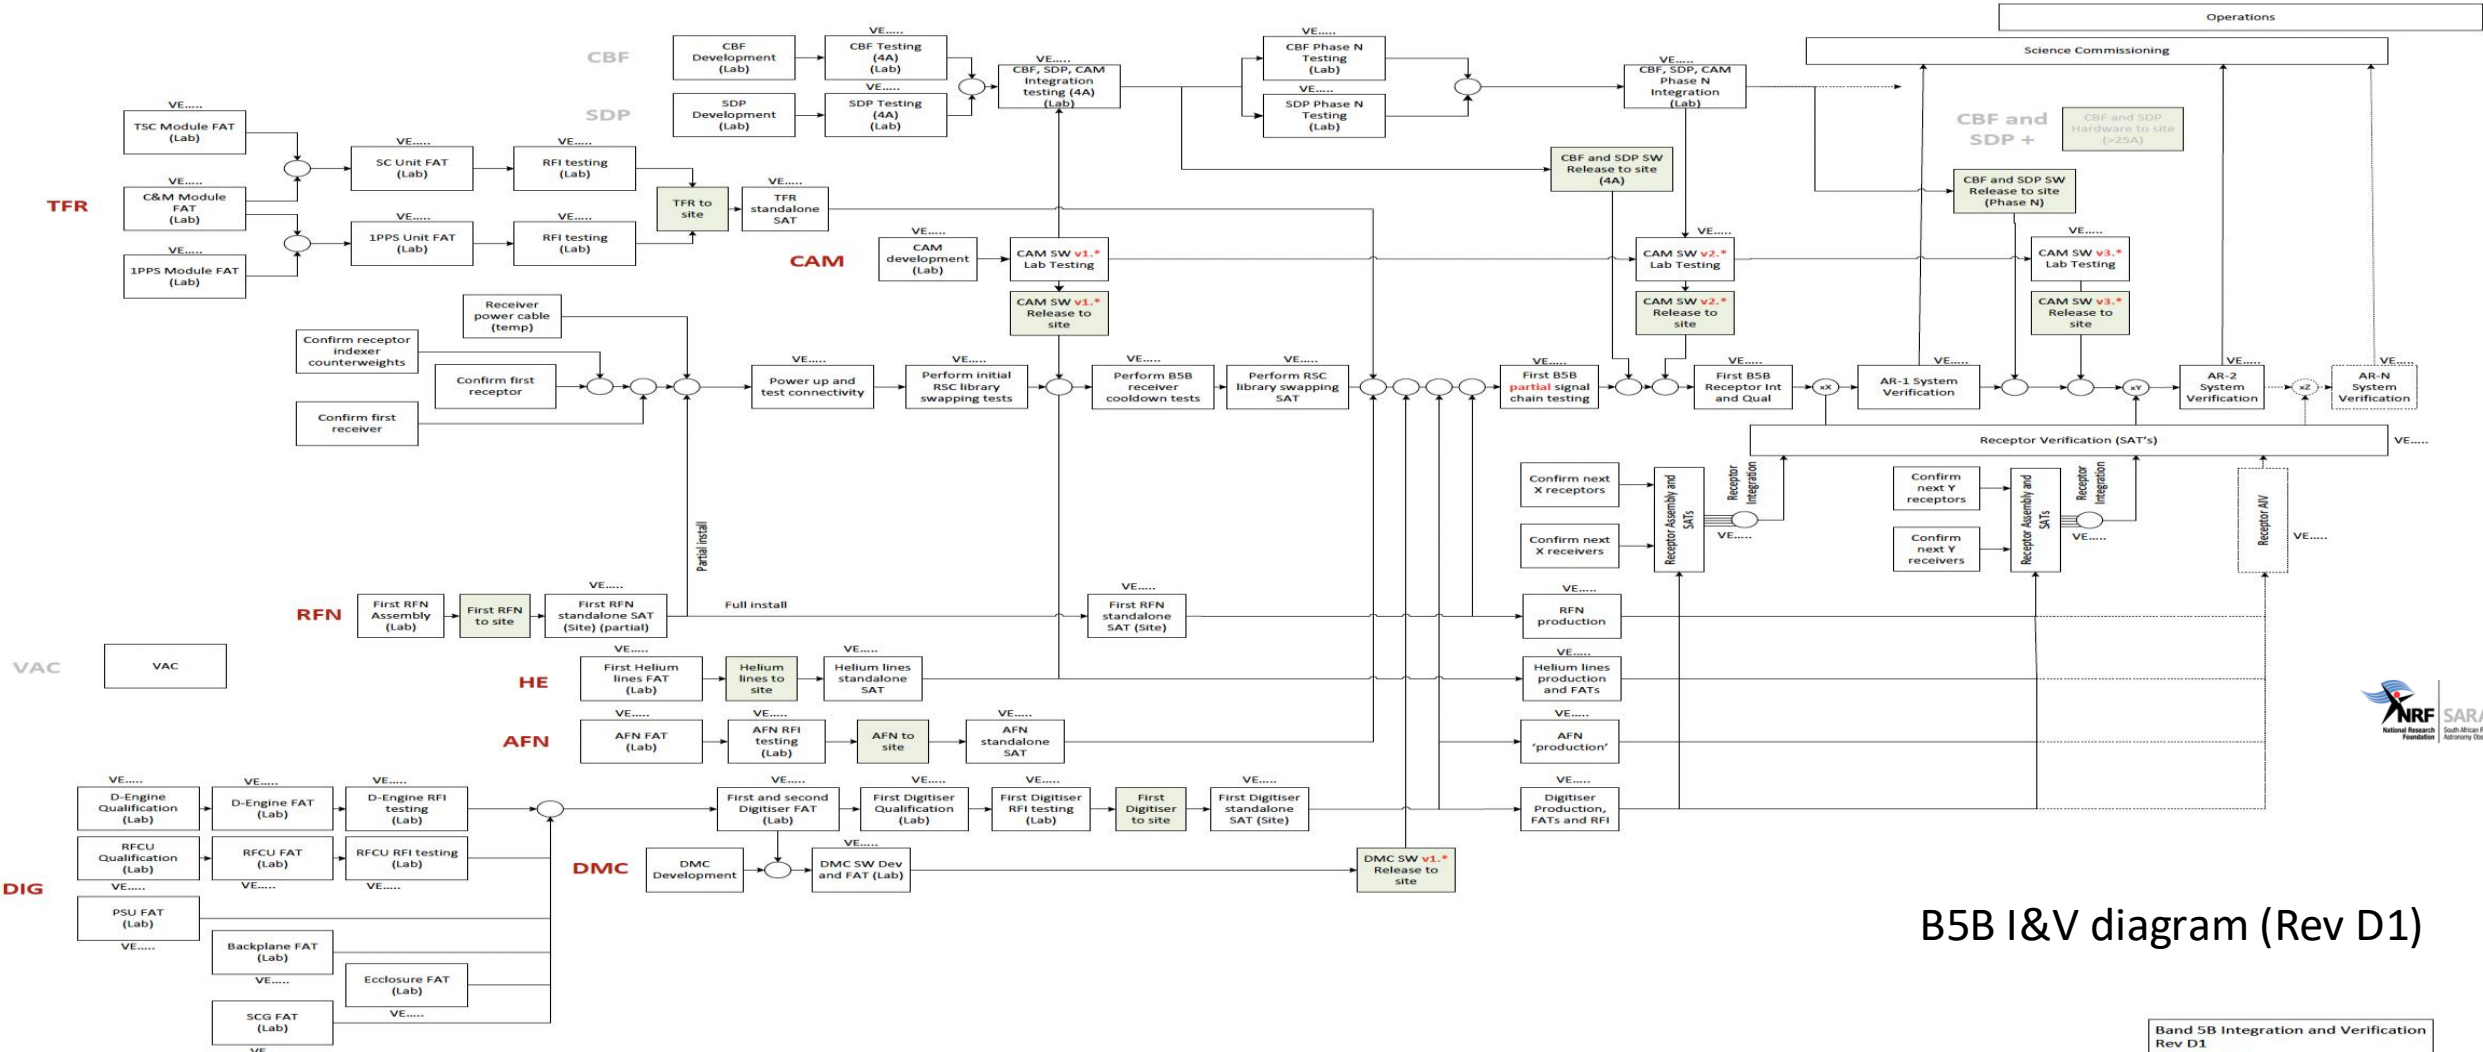 Operations
Science Commissioning
CBF
VE.....
CBF
Development
(Lab)
VE.....
CBF Testing
(4A)
(Lab)
SDP
SDP
Development
(Lab)
VE.....
SDP Testing
(4A)
(Lab)
VE.....
CBF, SDP, CAM
Integration
testing (4A)
(Lab)
VE.....
CBF Phase N
Testing
(Lab)
VE.....
SDP Phase N
Testing
(Lab)
VE.....
CBF, SDP, CAM
Phase N
Integration
(Lab)
CBF and
SDP +
CBF and SDP
Hardware to site
(>25A)
CBF and SDP SW
Release to site
(4A)
CBF and SDP SW
Release to site
(Phase N)
TFR
VE.....
TSC Module FAT
(Lab)
VE.....
C&M Module
FAT
(Lab)
VE.....
1PPS Module FAT
(Lab)
VE.....
SC Unit FAT
(Lab)
VE.....
RFI testing
(Lab)
VE.....
1PPS Unit FAT
(Lab)
VE.....
RFI testing
(Lab)
TFR to
site
VE.....
TFR
standalone
SAT
CAM
VE.....
CAM
development
(Lab)
CAM SW v1.*
Lab Testing
CAM SW v1.*
Release to
site
VE.....
CAM SW v2.*
Lab Testing
CAM SW v2.*
Release to
site
VE.....
CAM SW v3.*
Lab Testing
CAM SW v3.*
Release to
site
Receiver
power cable
(temp)
Confirm receptor
indexer
counterweights
Confirm first
receptor
Confirm first
receiver
VE.....
Power up and
test connectivity
VE.....
Perform initial
RSC library
swapping tests
VE.....
Perform B5B
receiver
cooldown tests
VE.....
Perform RSC
library swapping
SAT
VE.....
First B5B
partial signal
chain testing
VE.....
First B5B
Receptor Int
and Qual
xX
VE.....
AR-1 System
Verification
xY
VE.....
AR-2
System
Verification
xZ
VE.....
AR-N
System
Verification
Receptor Verification (SAT's)
VE.....
Confirm next
X receptors
Confirm next
X receivers
Receptor Assembly and
SATs
Receptor
Integration
VE.....
Confirm
next Y
receptors
Confirm
next Y
receivers
Receptor Assembly and
SATs
Receptor
Integration
VE.....
Receptor AIV
VE.....
Partial install
RFN
First RFN
Assembly
(Lab)
First RFN
to site
VE.....
First RFN
standalone SAT
(Site) (partial)
Full install
VE.....
First RFN
standalone
SAT (Site)
VE.....
RFN
production
VAC
VAC
HE
VE.....
First Helium
lines FAT
(Lab)
Helium
lines to
site
VE.....
Helium lines
standalone
SAT
VE.....
Helium lines
production
and FATs
AFN
VE.....
AFN FAT
(Lab)
VE.....
AFN RFI
testing
(Lab)
AFN to
site
VE.....
AFN
standalone
SAT
VE.....
AFN
'production'
NRF
National Research
Foundation
DIG
VE.....
D-Engine
Qualification
(Lab)
VE.....
D-Engine FAT
(Lab)
VE.....
D-Engine RFI
testing
(Lab)
RFCU
Qualification
(Lab)
VE.....
RFCU FAT
(Lab)
VE.....
RFCU RFI testing
(Lab)
VE.....
PSU FAT
(Lab)
VE.....
Backplane FAT
(Lab)
VE.....
Ecclosure FAT
(Lab)
VE.....
SCG FAT
(Lab)
VE
VE.....
First and second
Digitiser FAT
(Lab)
VE.....
First Digitiser
Qualification
(Lab)
VE.....
First Digitiser
RFI testing
(Lab)
First
Digitiser
to site
VE.....
First Digitiser
standalone
SAT (Site)
VE.....
Digitiser
Production,
FATs and RFI
DMC
DMC
Development
VE.....
DMC SW Dev
and FAT (Lab)
DMC SW v1.*
Release to
site
B5B I&V diagram (Rev D1)
Band 5B Integration and Verification
Rev D1